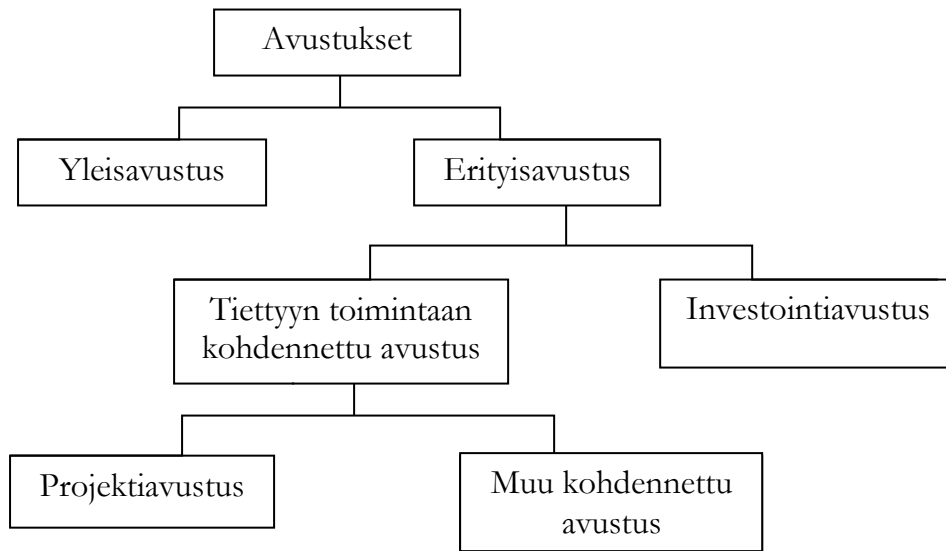 Avustukset
Yleisavustus
Erityisavustus
Tiettyyn toimintaan
kohdennettu avustus
Investointiavustus
Projektiavustus
Muu kohdennettu
avustus